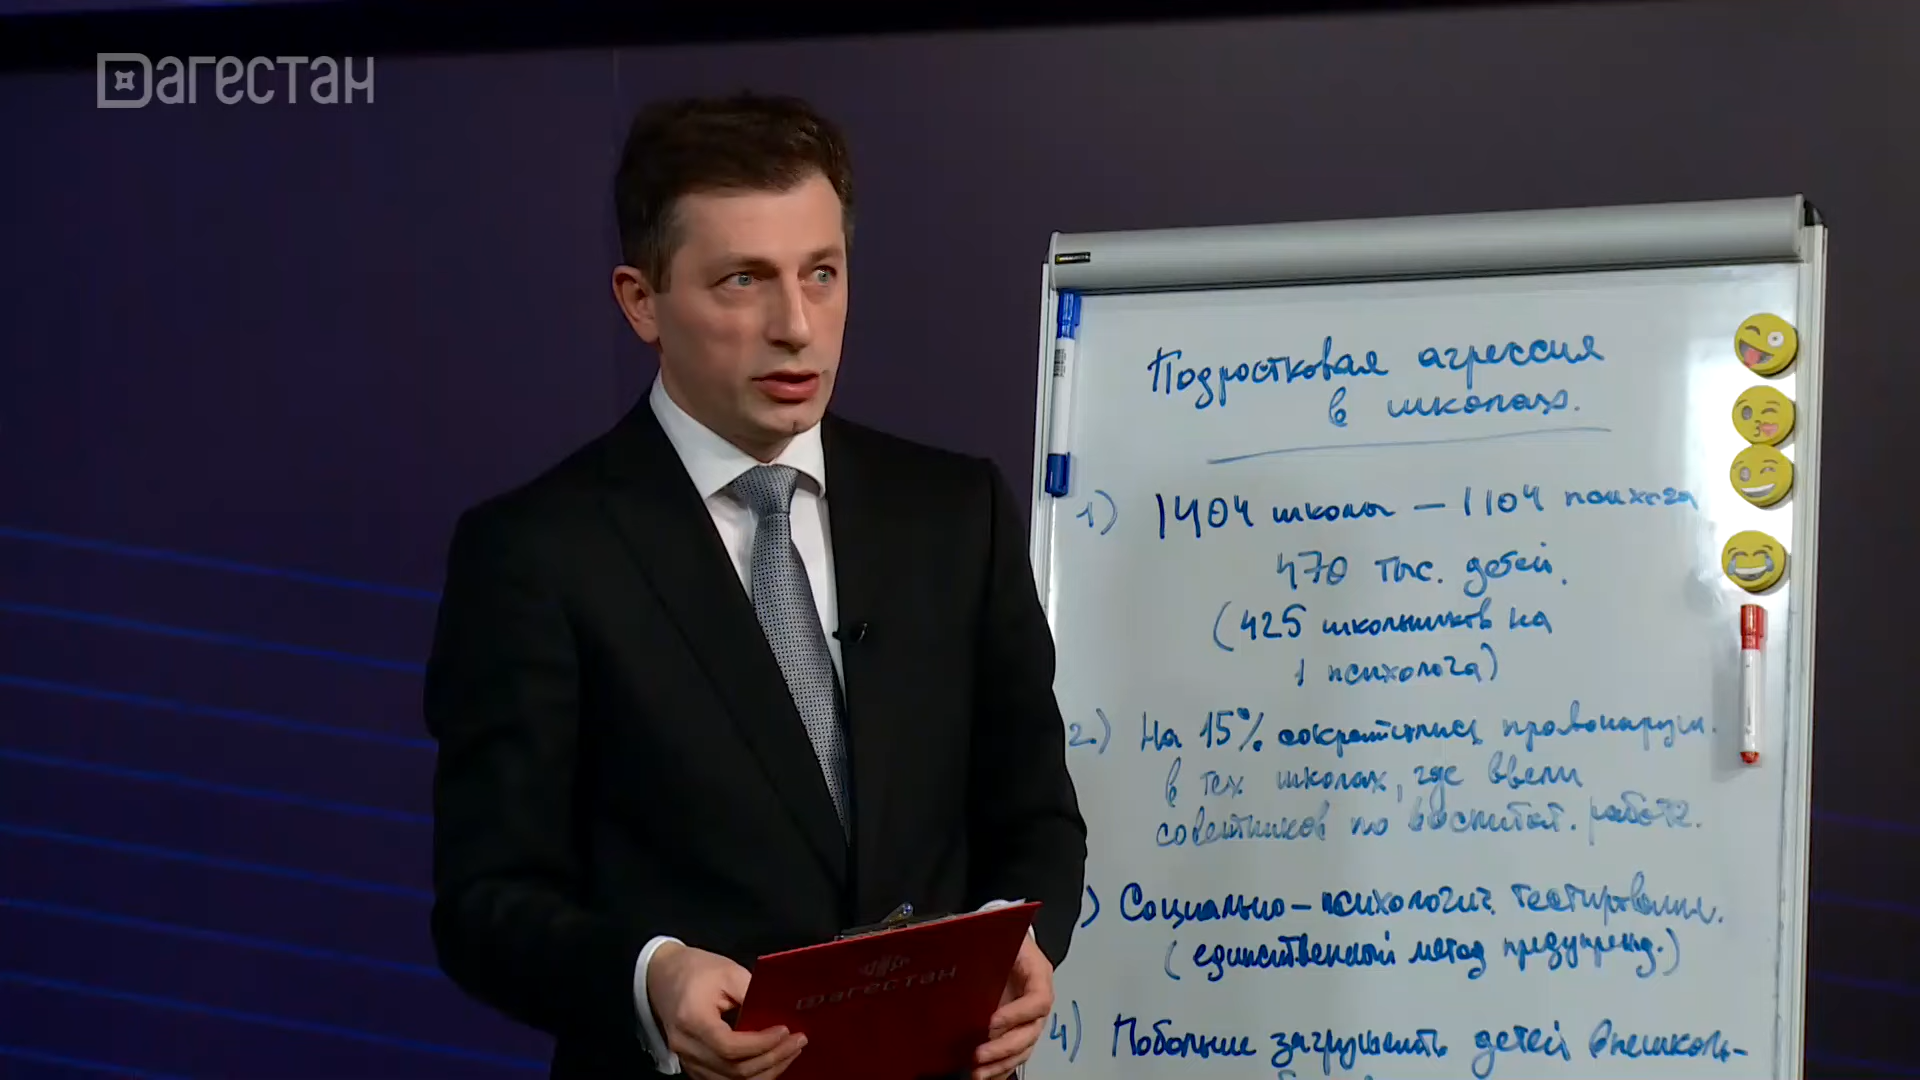 Дагестан
Подростковая агрессия
в школах.
1) 1404 школы – 1104 психога
470 тыс. детей.
(425 школьников на
1 психолога)
2.) На 15% сократились правонаруш.
в тех школах, где ввели
советников по воспитат. работе.
) Социально-психологич. тестирование.
(единственный метод предупрежд.)
4) Побольше загружать детей внешколь-
Дагестан